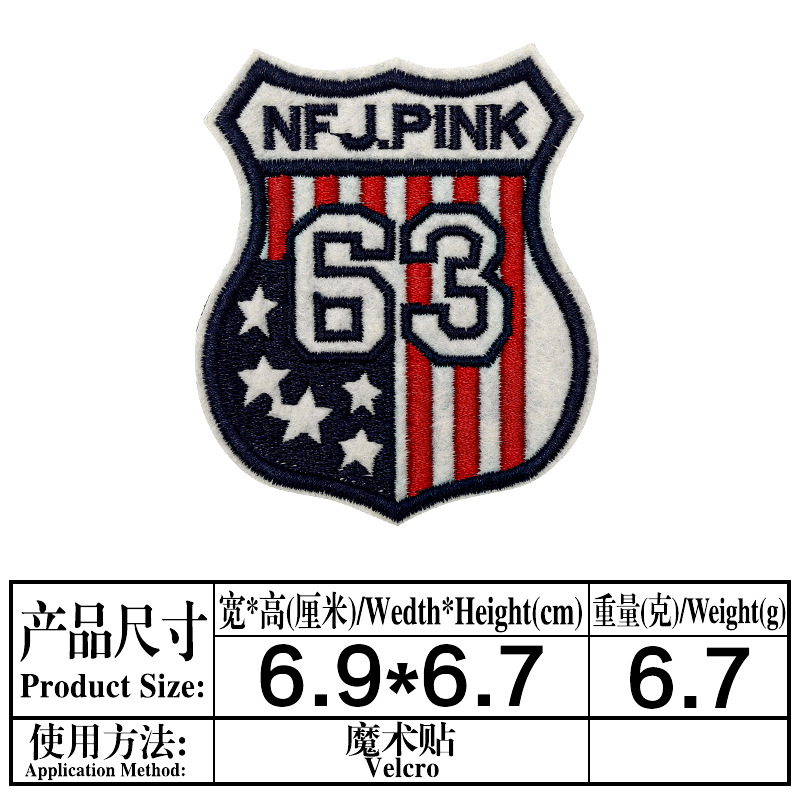 NFJ.PINK
63
产品尺寸
Product Size:
宽*高(厘米)/Wedth*Height(cm)
重量(克)/Weight(g)
6.9*6.7
6.7
使用方法:
Application Method:
魔术贴
Velcro